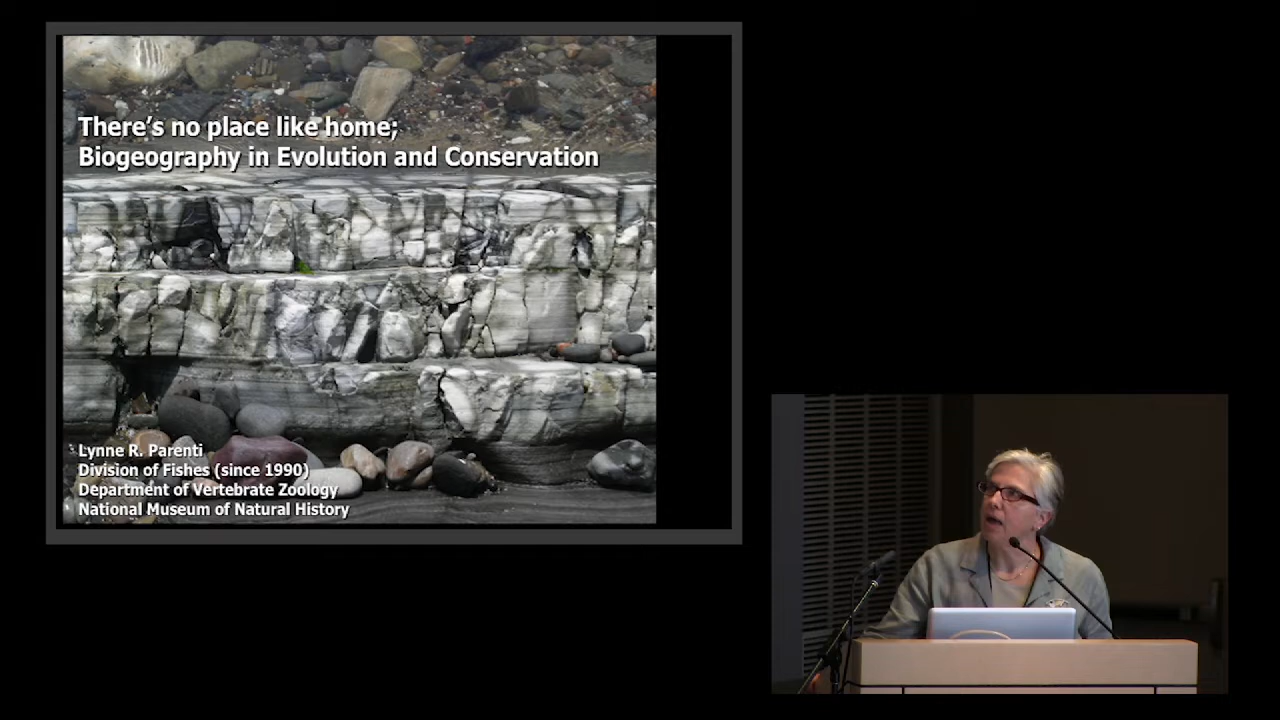 There's no place like home;
Biogeography in Evolution and Conservation
Lynne R. Parenti
Division of Fishes (since 1990)
Department of Vertebrate Zoology
National Museum of Natural History